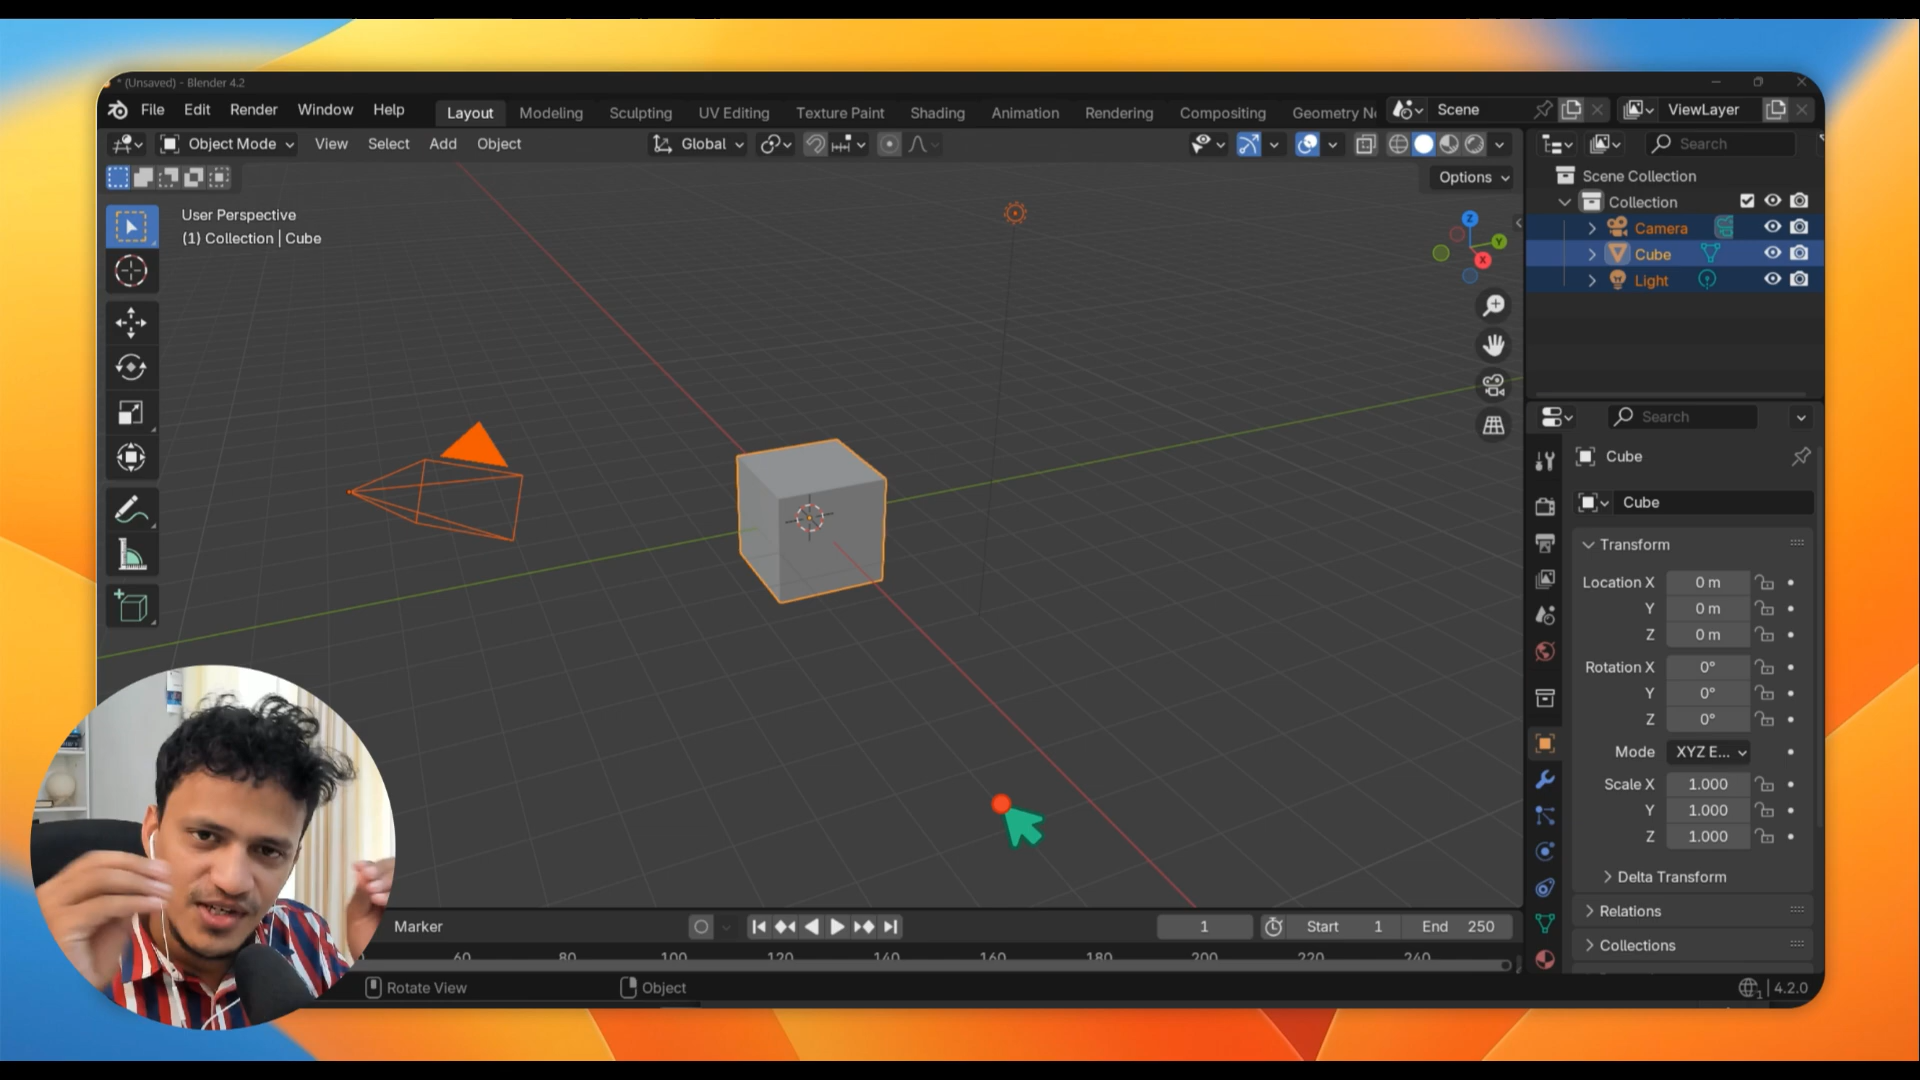 * (Unsaved) - Blender 4.2
File Edit Render Window Help
Layout Modeling Sculpting UV Editing Texture Paint Shading Animation Rendering Compositing Geometry No
Scene
ViewLayer
Object Mode View Select Add Object
Global
Search
Options
User Perspective
(1) Collection | Cube
Z
Y
X
Scene Collection
Collection
Camera
Cube
Light
Search
Cube
Cube
Transform
Location X 0 m
Y 0 m
Z 0 m
Rotation X 0°
Y 0°
Z 0°
Mode XYZ E...
Scale X 1.000
Y 1.000
Z 1.000
Delta Transform
Relations
Collections
Marker
1
Start 1
End 250
60 80 100 120 140 160 180 200 220 240
Rotate View
Object
1 | 4.2.0